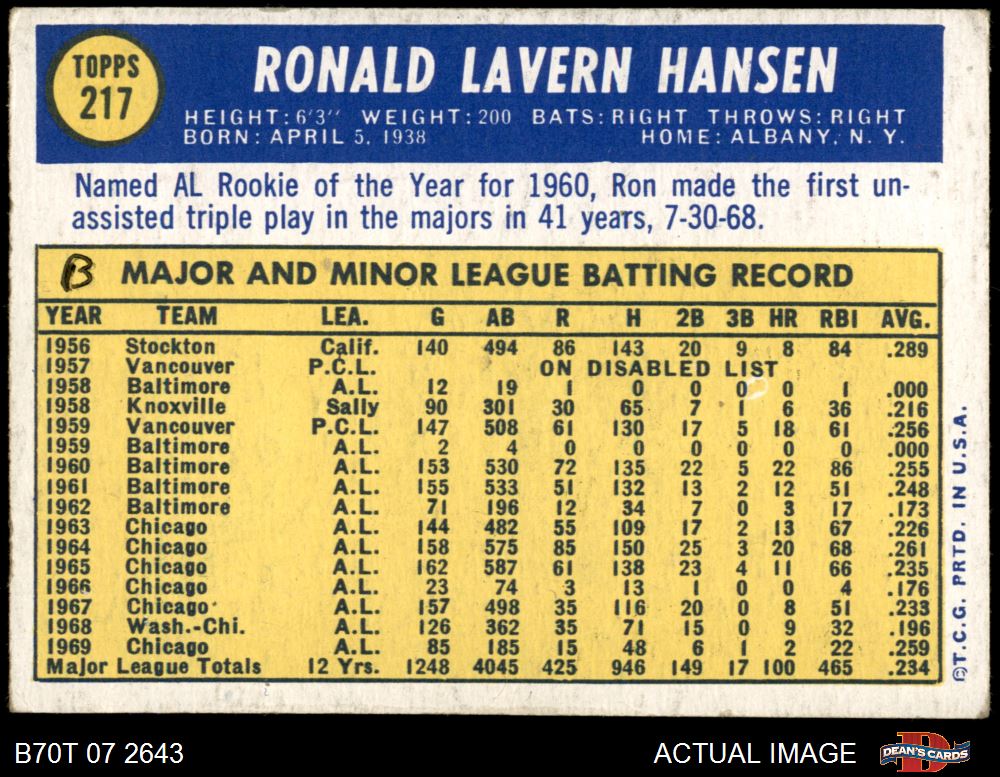 TOPPS
217
RONALD LAVERN HANSEN
HEIGHT: 6'3" WEIGHT: 200 BATS: RIGHT THROWS: RIGHT
BORN: APRIL 5, 1938 HOME: ALBANY, N. Y.
Named AL Rookie of the Year for 1960, Ron made the first un-
assisted triple play in the majors in 41 years, 7-30-68.
B MAJOR AND MINOR LEAGUE BATTING RECORD
YEAR TEAM LEA. G AB R H 2B 3B HR RBI AVG.
1956 Stockton Calif. 140 494 86 143 20 9 8 84 .289
1957 Vancouver P.C.L. ON DISABLED LIST
1958 Baltimore A.L. 12 19 1 0 0 0 0 1 .000
1958 Knoxville Sally 90 301 30 65 7 1 6 36 .216
1959 Vancouver P.C.L. 147 508 61 130 17 5 18 61 .256
1959 Baltimore A.L. 2 4 0 0 0 0 0 0 .000
1960 Baltimore A.L. 153 530 72 135 22 5 22 86 .255
1961 Baltimore A.L. 155 533 51 132 13 2 12 51 .248
1962 Baltimore A.L. 71 196 12 34 7 0 3 17 .173
1963 Chicago A.L. 144 482 55 109 17 2 13 67 .226
1964 Chicago A.L. 158 575 85 150 25 3 20 68 .261
1965 Chicago A.L. 162 587 61 138 23 4 11 66 .235
1966 Chicago A.L. 23 74 3 13 1 0 0 4 .176
1967 Chicago A.L. 157 498 35 116 20 0 8 51 .233
1968 Wash.-Chi. A.L. 126 362 35 71 15 0 9 32 .196
1969 Chicago A.L. 85 185 15 48 6 1 2 22 .259
Major League Totals 12 Yrs. 1248 4045 425 946 149 17 100 465 .234
©T.C.G. PRTD. IN U.S.A.
B70T 07 2643 ACTUAL IMAGE
DEAN'S CARDS